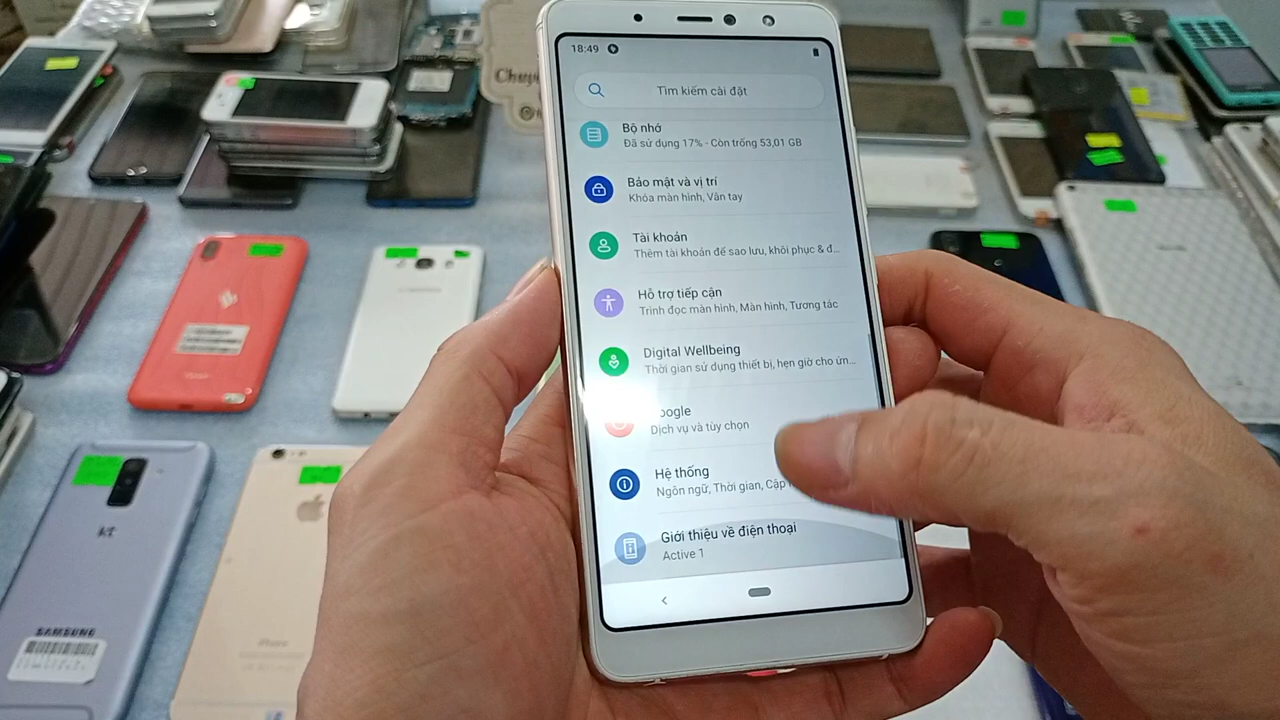 Chuyê
18:49
Tìm kiếm cài đặt
Bộ nhớ
Đã sử dụng 17% - Còn trống 53,01 GB
Bảo mật và vị trí
Khóa màn hình, Vân tay
Tài khoản
Thêm tài khoản để sao lưu, khôi phục & đ...
Hỗ trợ tiếp cận
Trình đọc màn hình, Màn hình, Tương tác
Digital Wellbeing
Thời gian sử dụng thiết bị, hẹn giờ cho ứn...
oogle
Dịch vụ và tùy chọn
Hệ thống
Ngôn ngữ, Thời gian, Cập
Giới thiệu về điện thoại
Active 1
SAMSUNG
iPhone